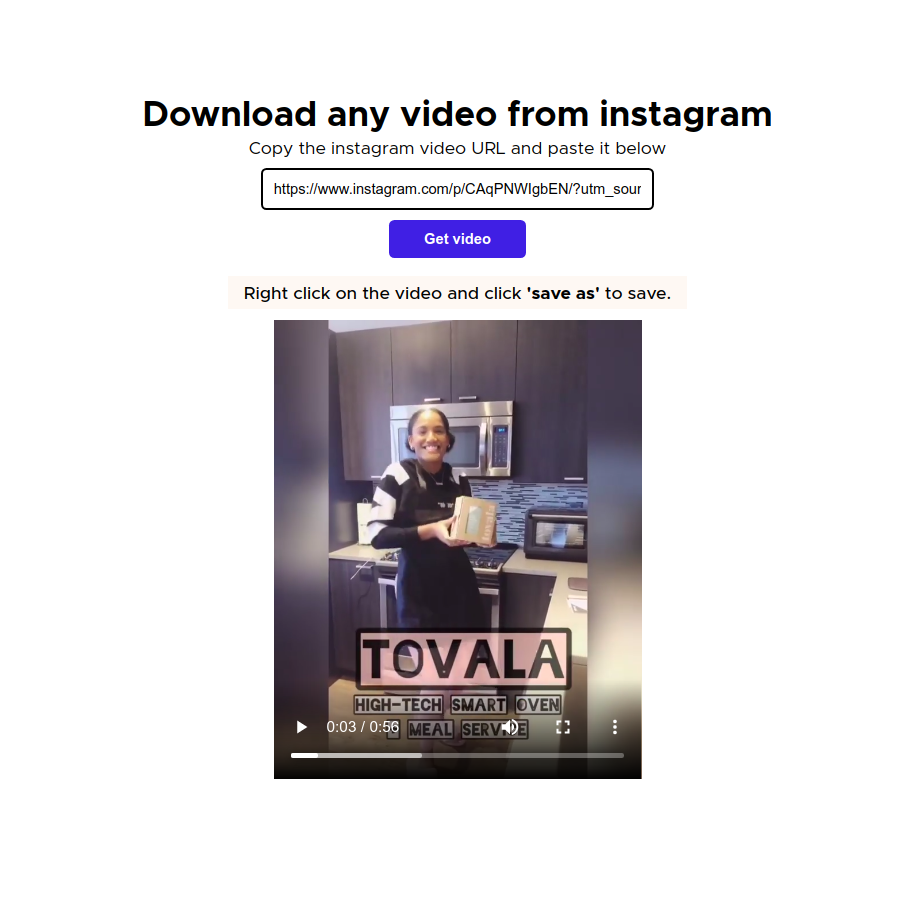 Download any video from instagram
Copy the instagram video URL and paste it below
https://www.instagram.com/p/CAqPNWIgbEN/?utm_sour
Get video
Right click on the video and click 'save as' to save.
tovala
TOVALA
HIGH-TECH SMART OVEN
MEAL SERVICE
0:03 / 0:56